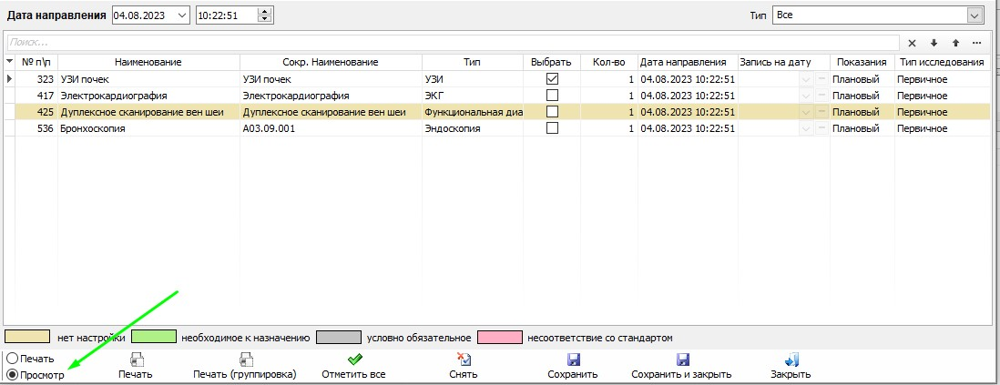 Дата направления 04.08.2023 10:22:51 Тип Все
Поиск...
№ п\п Наименование Сокр. Наименование Тип Выбрать Кол-во Дата направления Запись на дату Показания Тип исследования
323 УЗИ почек УЗИ почек УЗИ 1 04.08.2023 10:22:51 Плановый Первичное
417 Электрокардиография Электрокардиография ЭКГ 1 04.08.2023 10:22:51 Плановый Первичное
425 Дуплексное сканирование вен шеи Дуплексное сканирование вен шеи Функциональная диа 1 04.08.2023 10:22:51 Плановый Первичное
536 Бронхоскопия A03.09.001 Эндоскопия 1 04.08.2023 10:22:51 Плановый Первичное
нет настройки необходимое к назначению условно обязательное несоответствие со стандартом
Печать
Просмотр Печать Печать (группировка) Отметить все Снять Сохранить Сохранить и закрыть Закрыть